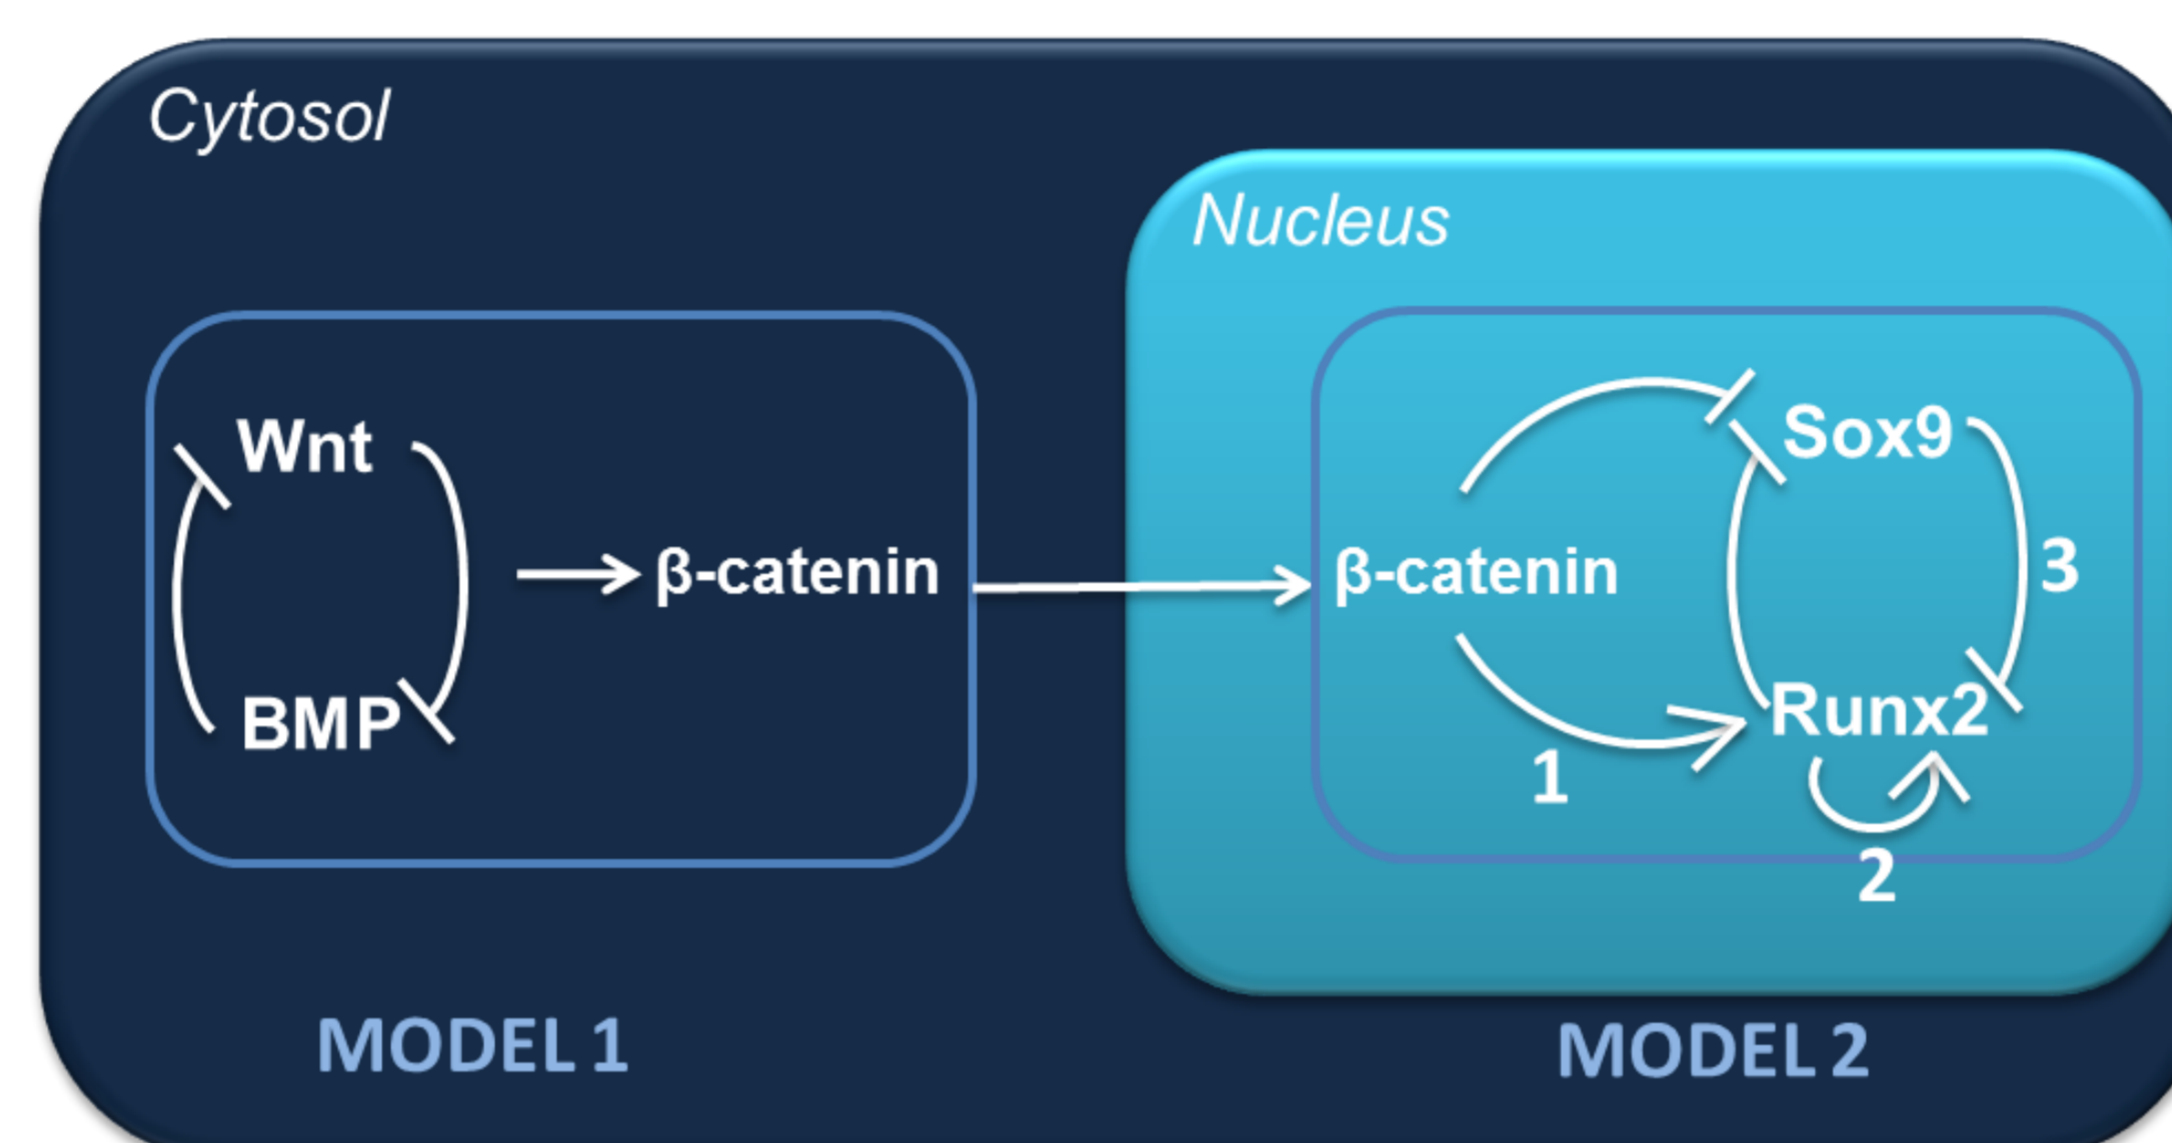 Cytosol
Nucleus
Wnt
BMP
β-catenin
β-catenin
Sox9
3
Runx2
1
2
MODEL 1
MODEL 2